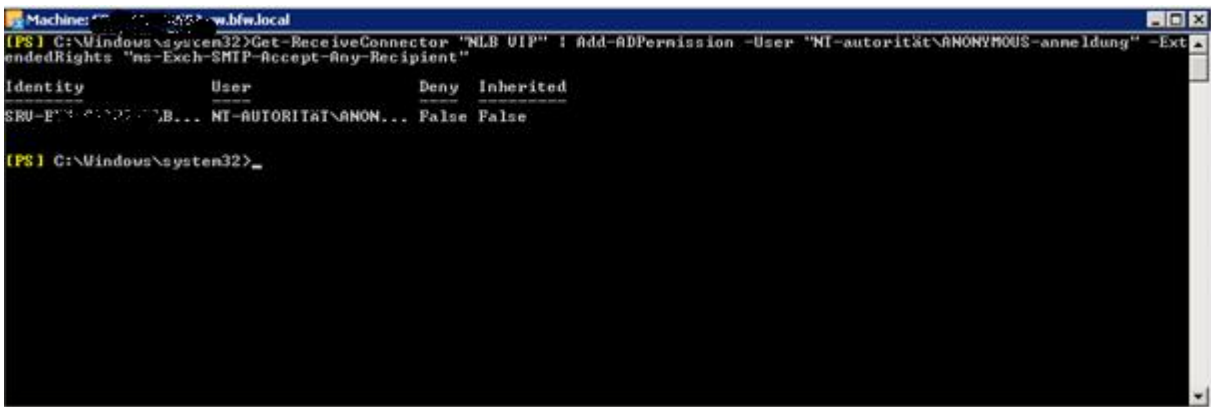 Machine: w.bfw.local
[PS] C:\Windows\system32>Get-ReceiveConnector "NLB VIP" | Add-ADPermission -User "NT-autorität\ANONYMOUS-anmeldung" -Ext
endedRights "ms-Exch-SMTP-Accept-Any-Recipient"
Identity User Deny Inherited
-------- ---- ---- ---------
B... NT-AUTORITÄT\ANON... False False
[PS] C:\Windows\system32>_